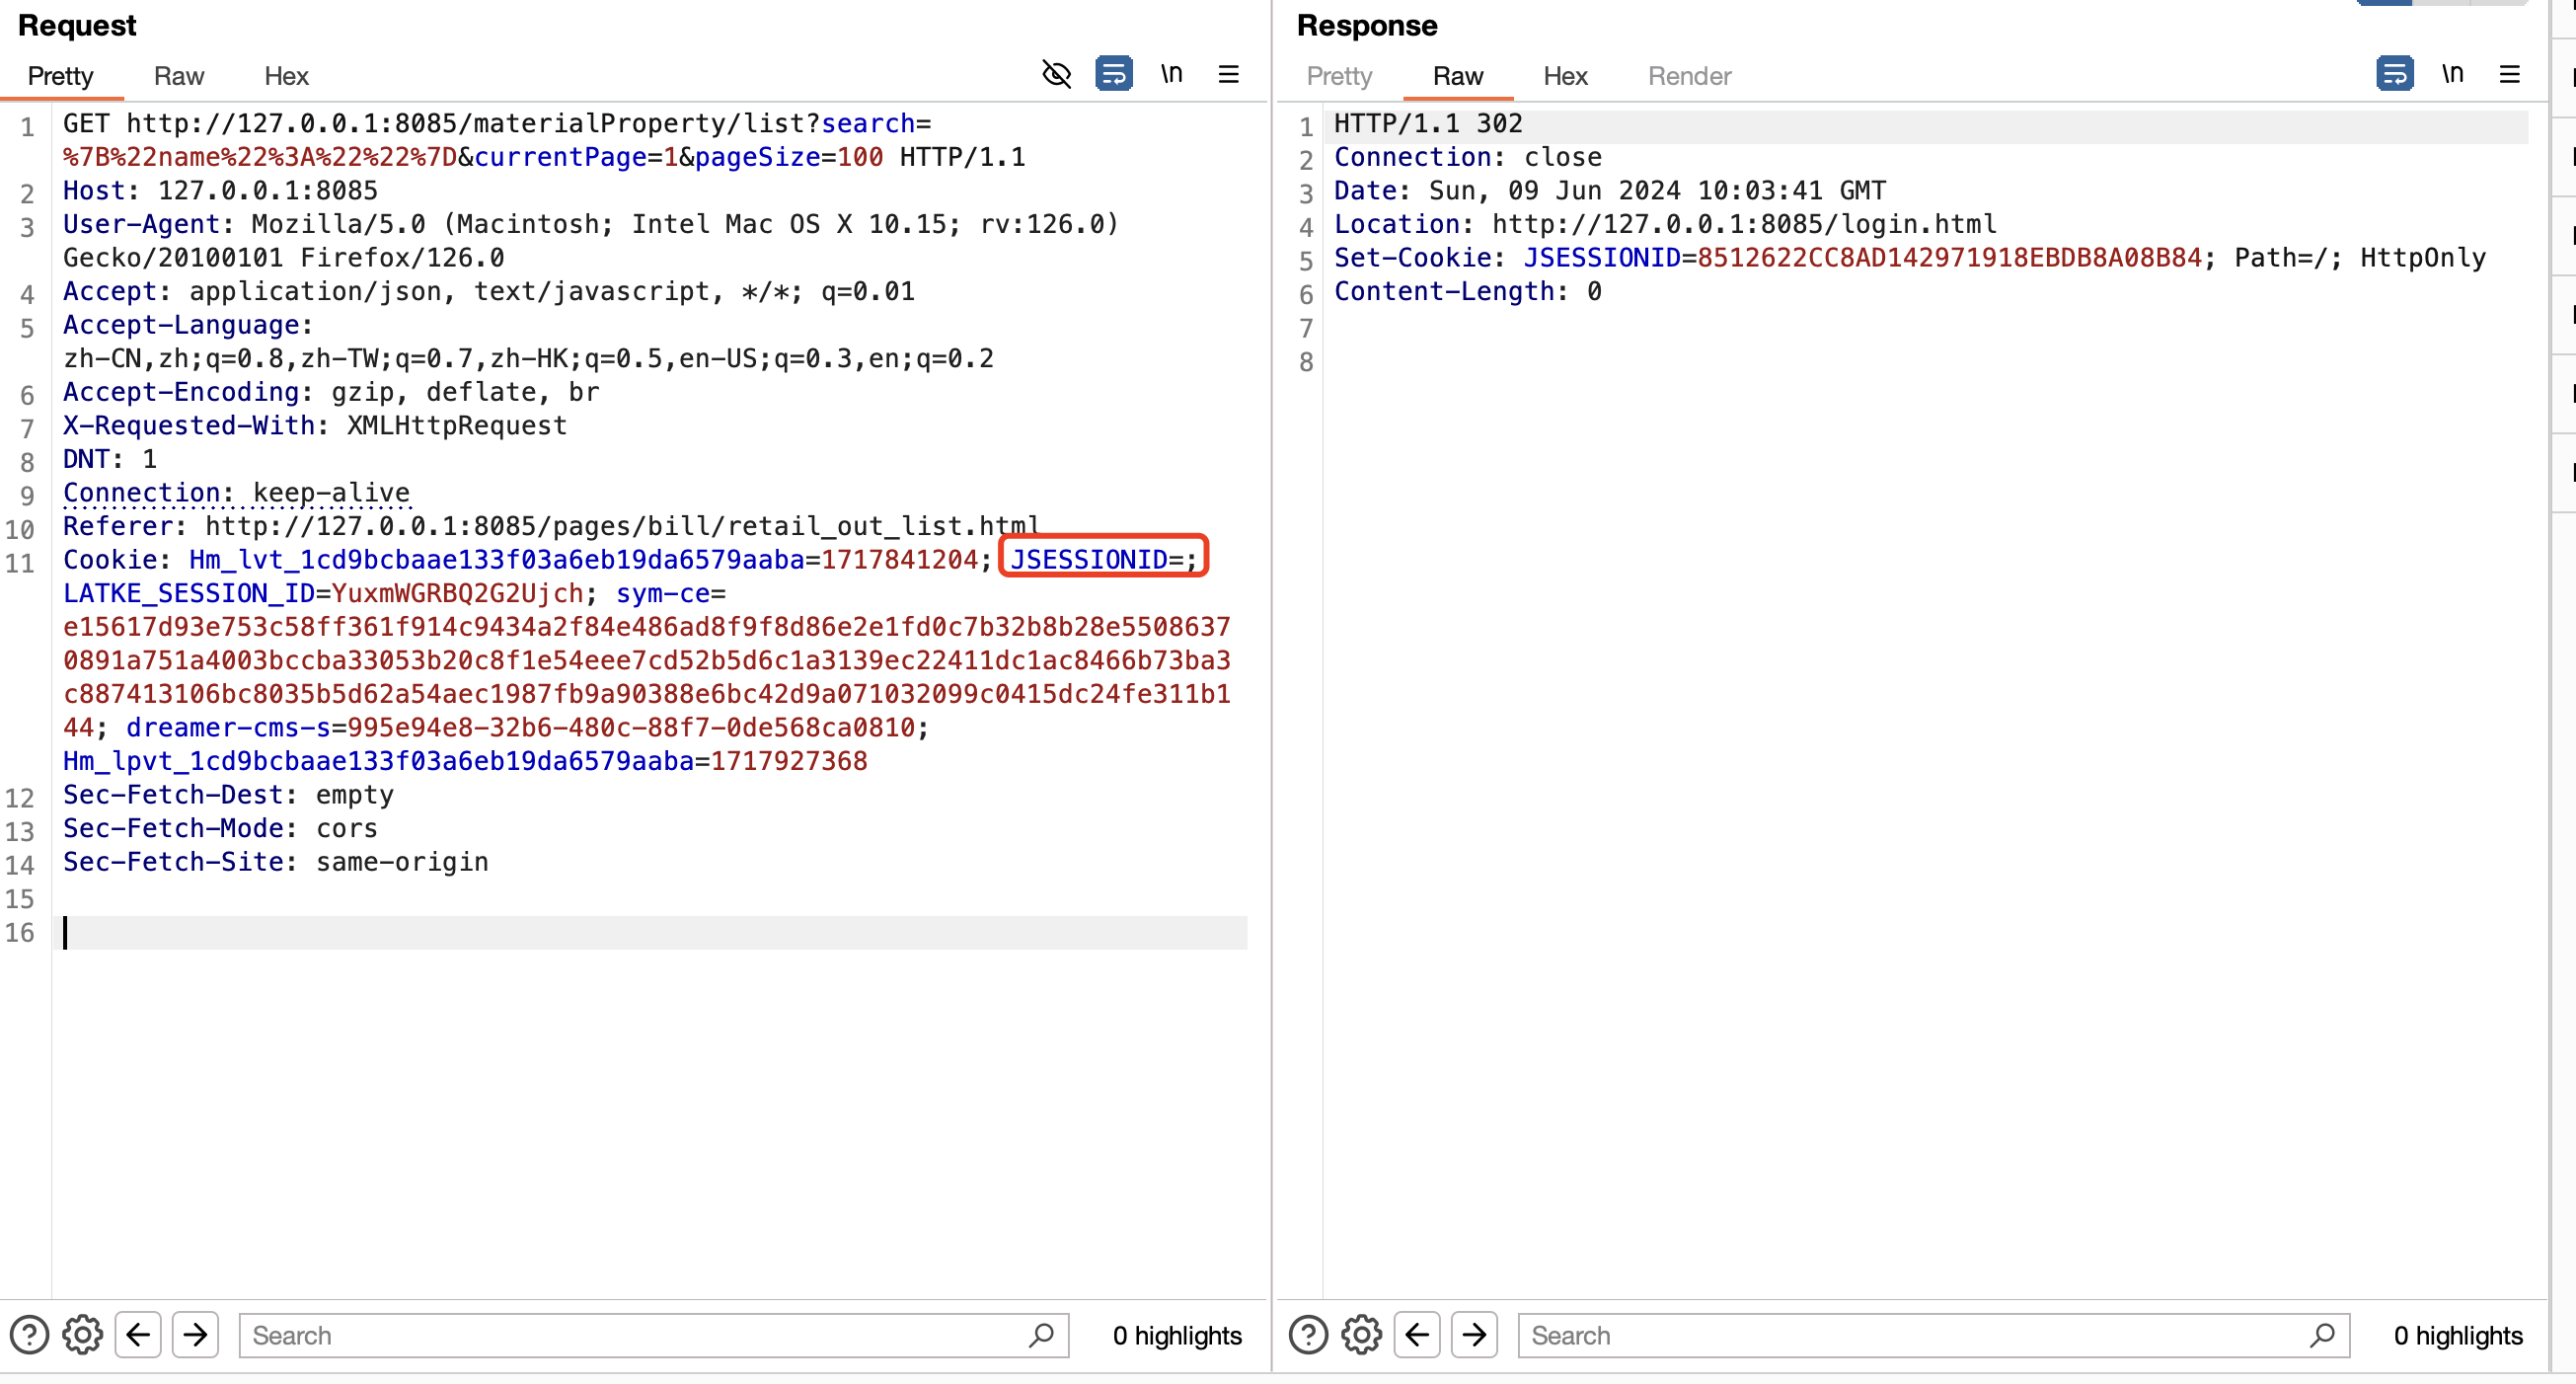 Request
Pretty Raw Hex \n
1 GET http://127.0.0.1:8085/materialProperty/list?search=
%7B%22name%22%3A%22%22%7D&currentPage=1&pageSize=100 HTTP/1.1
2 Host: 127.0.0.1:8085
3 User-Agent: Mozilla/5.0 (Macintosh; Intel Mac OS X 10.15; rv:126.0)
Gecko/20100101 Firefox/126.0
4 Accept: application/json, text/javascript, */*; q=0.01
5 Accept-Language:
zh-CN,zh;q=0.8,zh-TW;q=0.7,zh-HK;q=0.5,en-US;q=0.3,en;q=0.2
6 Accept-Encoding: gzip, deflate, br
7 X-Requested-With: XMLHttpRequest
8 DNT: 1
9 Connection: keep-alive
10 Referer: http://127.0.0.1:8085/pages/bill/retail_out_list.html
11 Cookie: Hm_lvt_1cd9bcbaae133f03a6eb19da6579aaba=1717841204; JSESSIONID=;
LATKE_SESSION_ID=YuxmWGRBQ2G2Ujch; sym-ce=
e15617d93e753c58ff361f914c9434a2f84e486ad8f9f8d86e2e1fd0c7b32b8b28e5508637
0891a751a4003bccba33053b20c8f1e54eee7cd52b5d6c1a3139ec22411dc1ac8466b73ba3
c887413106bc8035b5d62a54aec1987fb9a90388e6bc42d9a071032099c0415dc24fe311b1
44; dreamer-cms-s=995e94e8-32b6-480c-88f7-0de568ca0810;
Hm_lpvt_1cd9bcbaae133f03a6eb19da6579aaba=1717927368
12 Sec-Fetch-Dest: empty
13 Sec-Fetch-Mode: cors
14 Sec-Fetch-Site: same-origin
15
16
Search 0 highlights
Response
Pretty Raw Hex Render \n
1 HTTP/1.1 302
2 Connection: close
3 Date: Sun, 09 Jun 2024 10:03:41 GMT
4 Location: http://127.0.0.1:8085/login.html
5 Set-Cookie: JSESSIONID=8512622CC8AD142971918EBDB8A08B84; Path=/; HttpOnly
6 Content-Length: 0
7
8
Search 0 highlights